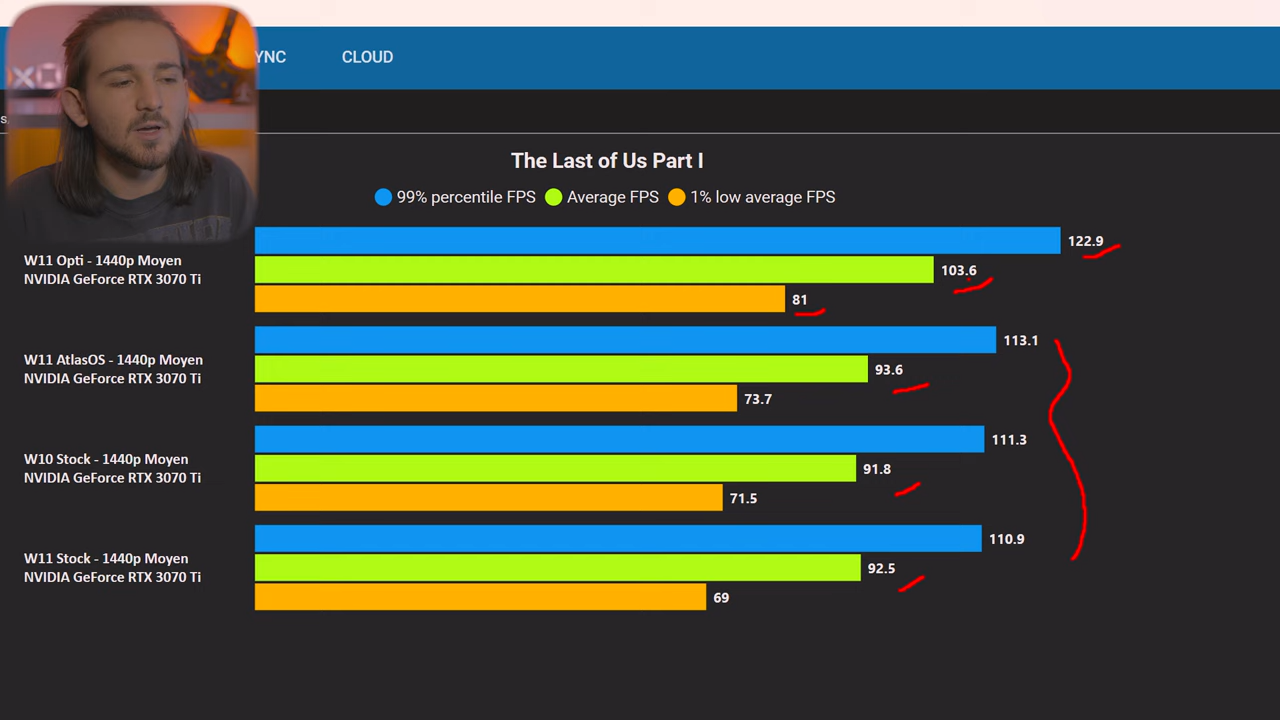 YNC CLOUD
s,
The Last of Us Part I
99% percentile FPS Average FPS 1% low average FPS
W11 Opti - 1440p Moyen
NVIDIA GeForce RTX 3070 Ti
122.9
103.6
81
W11 AtlasOS - 1440p Moyen
NVIDIA GeForce RTX 3070 Ti
113.1
93.6
73.7
W10 Stock - 1440p Moyen
NVIDIA GeForce RTX 3070 Ti
111.3
91.8
71.5
W11 Stock - 1440p Moyen
NVIDIA GeForce RTX 3070 Ti
110.9
92.5
69